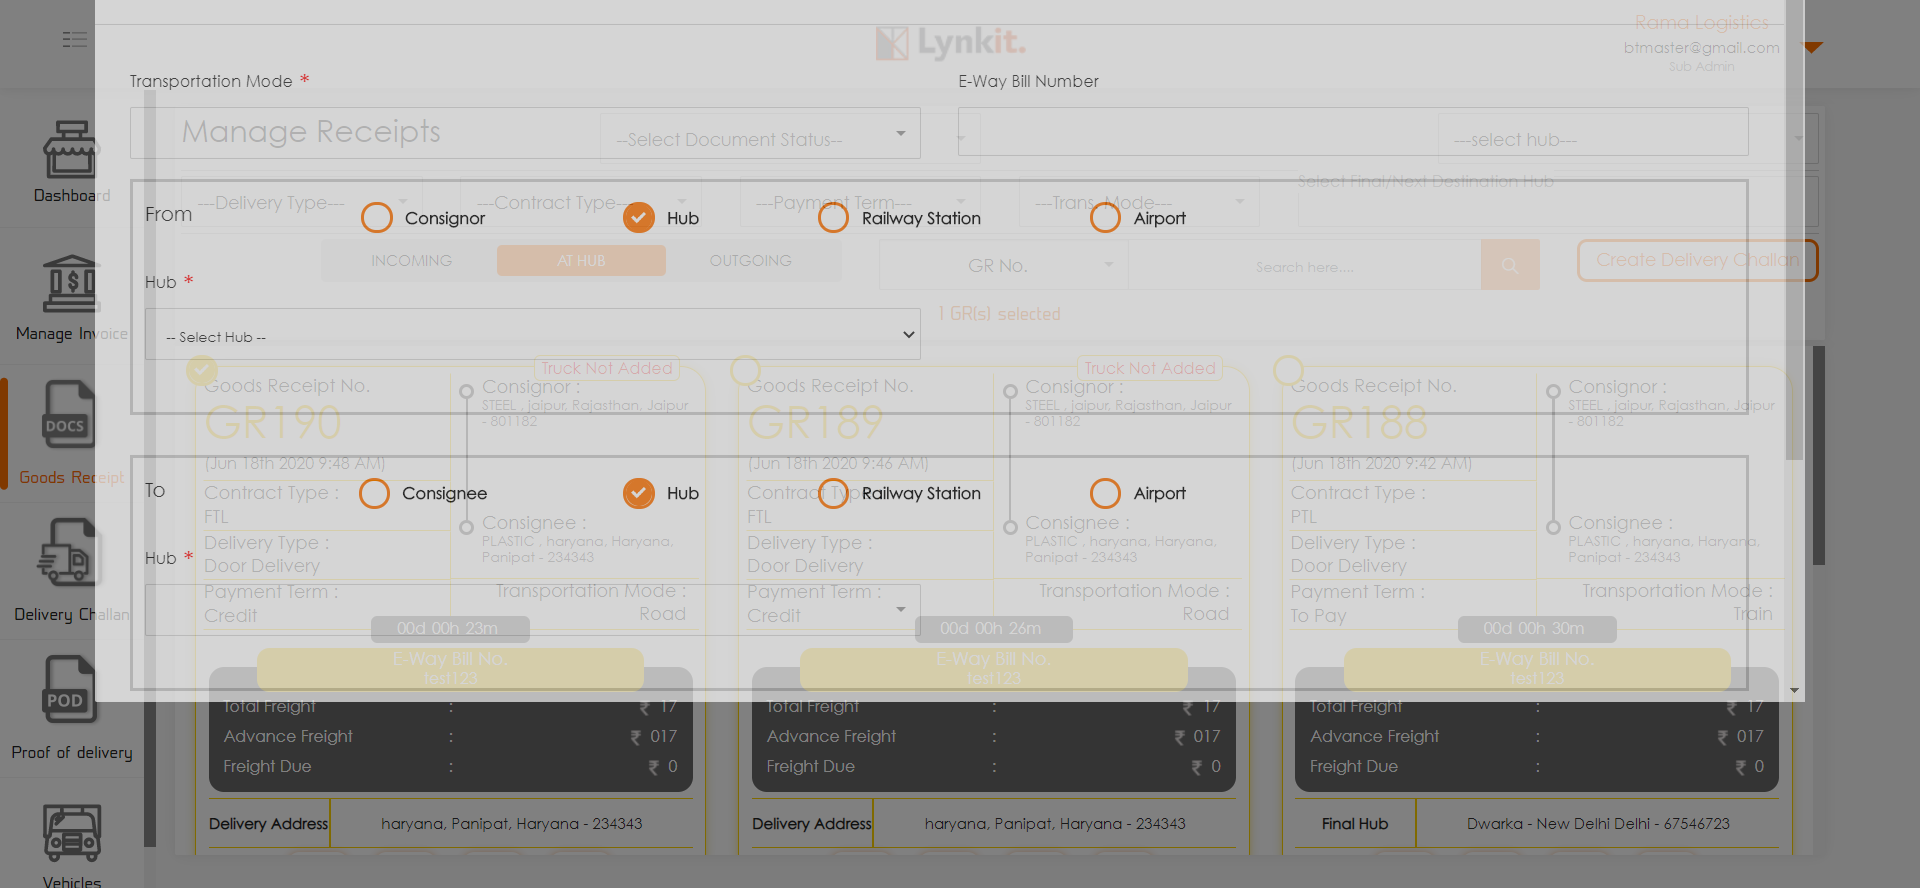 Rama Logistics
Lynkit.
btmaster@gmail.com
Sub Admin
Transportation Mode *
E-Way Bill Number
Manage Receipts
--Select Document Status--
---select hub---
Select Final/Next Destination Hub
---Delivery Type---
---Contract Type---
---Payment Term---
---Trans. Mode---
From
Consignor
Hub
Railway Station
Airport
INCOMING
AT HUB
OUTGOING
GR No.
Search here....
Create Delivery Challan
Hub *
1 GR(s) selected
-- Select Hub --
Dashboard
Manage Invoice
Goods Receipt
Delivery Challan
Proof of delivery
Vehicles
DOCS
POD
Truck Not Added
Goods Receipt No.
GR190
(Jun 18th 2020 9:48 AM)
Consignor :
STEEL , jaipur, Rajasthan, Jaipur
- 801182
Contract Type :
FTL
Delivery Type :
Door Delivery
Payment Term :
Credit
Consignee :
PLASTIC , haryana, Haryana,
Panipat - 234343
Transportation Mode :
Road
00d 00h 23m
E-Way Bill No.
test123
Total Freight : ₹ 17
Advance Freight : ₹ 017
Freight Due : ₹ 0
Delivery Address
haryana, Panipat, Haryana - 234343
Truck Not Added
Goods Receipt No.
GR189
(Jun 18th 2020 9:46 AM)
Consignor :
STEEL , jaipur, Rajasthan, Jaipur
- 801182
Contract Type :
FTL
Delivery Type :
Door Delivery
Payment Term :
Credit
Consignee :
PLASTIC , haryana, Haryana,
Panipat - 234343
Transportation Mode :
Road
00d 00h 26m
E-Way Bill No.
test123
Total Freight : ₹ 17
Advance Freight : ₹ 017
Freight Due : ₹ 0
Delivery Address
haryana, Panipat, Haryana - 234343
Goods Receipt No.
GR188
(Jun 18th 2020 9:42 AM)
Consignor :
STEEL , jaipur, Rajasthan, Jaipur
- 801182
Contract Type :
PTL
Delivery Type :
Door Delivery
Payment Term :
To Pay
Consignee :
PLASTIC , haryana, Haryana,
Panipat - 234343
Transportation Mode :
Train
00d 00h 30m
E-Way Bill No.
test123
Total Freight : ₹ 17
Advance Freight : ₹ 017
Freight Due : ₹ 0
Final Hub
Dwarka - New Delhi Delhi - 67546723
To
Consignee
Hub
Railway Station
Airport
Hub *